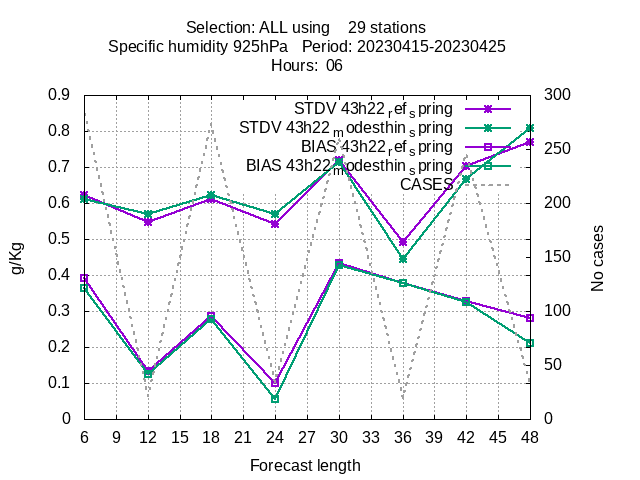 Selection: ALL using    29 stations
Specific humidity 925hPa   Period: 20230415-20230425
Hours:  06
STDV 43h22_ref_spring
STDV 43h22_modesthin_spring
BIAS 43h22_ref_spring
BIAS 43h22_modesthin_spring
CASES
0.9
0.8
0.7
0.6
0.5
0.4
0.3
0.2
0.1
0
g/Kg
300
250
200
150
100
50
0
No cases
6 9 12 15 18 21 24 27 30 33 36 39 42 45 48
Forecast length